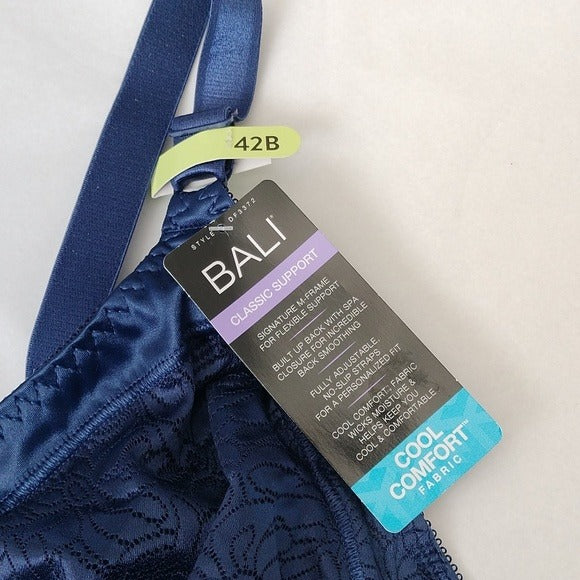 42B
STYLE DF3372
BALI
CLASSIC SUPPORT
SIGNATURE M-FRAME
FOR FLEXIBLE SUPPORT
BUILT UP BACK WITH SPA
CLOSURE FOR INCREDIBLE
BACK SMOOTHING
FULLY ADJUSTABLE
NO-SLIP STRAPS
FOR A PERSONALIZED FIT
COOL COMFORT™ FABRIC
WICKS MOISTURE &
HELPS KEEP YOU
COOL & COMFORTABLE
COOL
COMFORT™
FABRIC